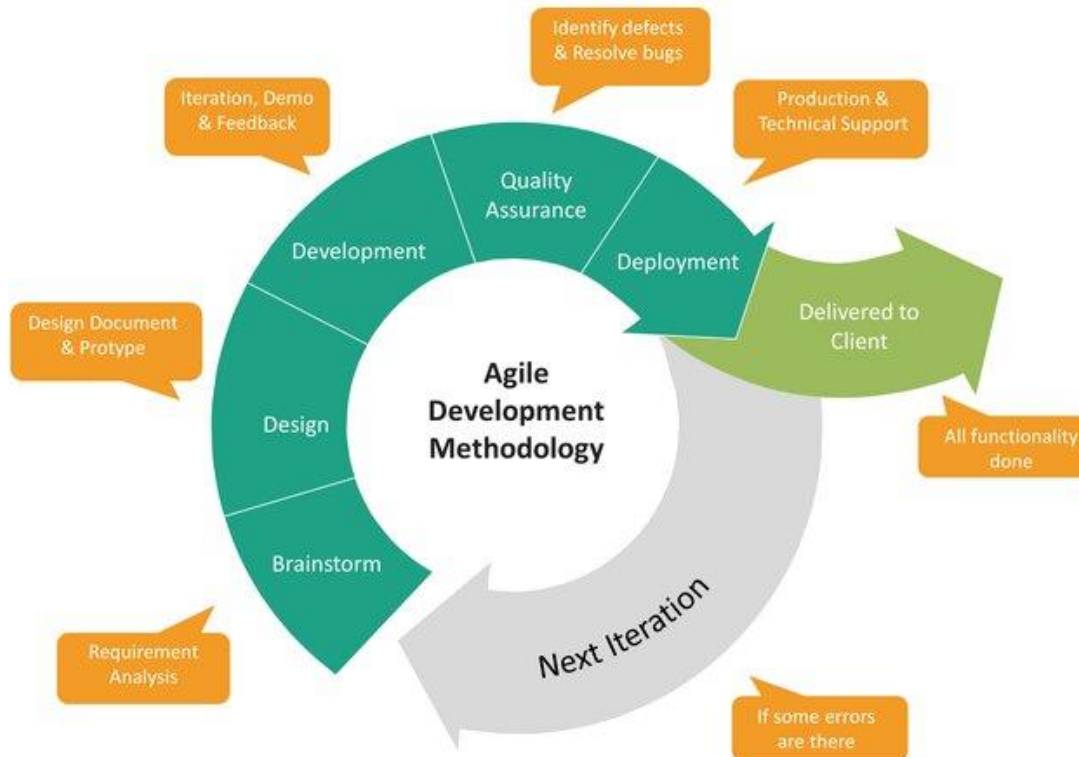 Identify defects
& Resolve bugs
Iteration, Demo
& Feedback
Production &
Technical Support
Quality
Assurance
Development
Deployment
Delivered to
Client
Design Document
& Protype
Agile
Development
Methodology
Design
All functionality
done
Brainstorm
Next Iteration
Requirement
Analysis
If some errors
are there